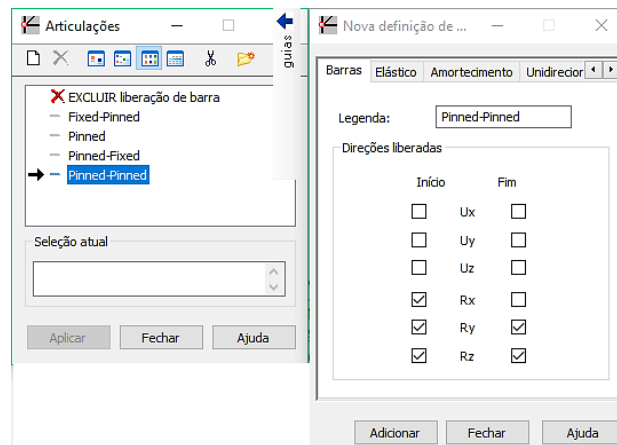 Articulações
guias
EXCLUIR liberação de barra
Fixed-Pinned
Pinned
Pinned-Fixed
Pinned-Pinned
Seleção atual
Aplicar Fechar Ajuda
Nova definição de ...
Barras Elástico Amortecimento Unidirecior
Legenda: Pinned-Pinned
Direções liberadas
Início Fim
Ux
Uy
Uz
Rx
Ry
Rz
Adicionar Fechar Ajuda